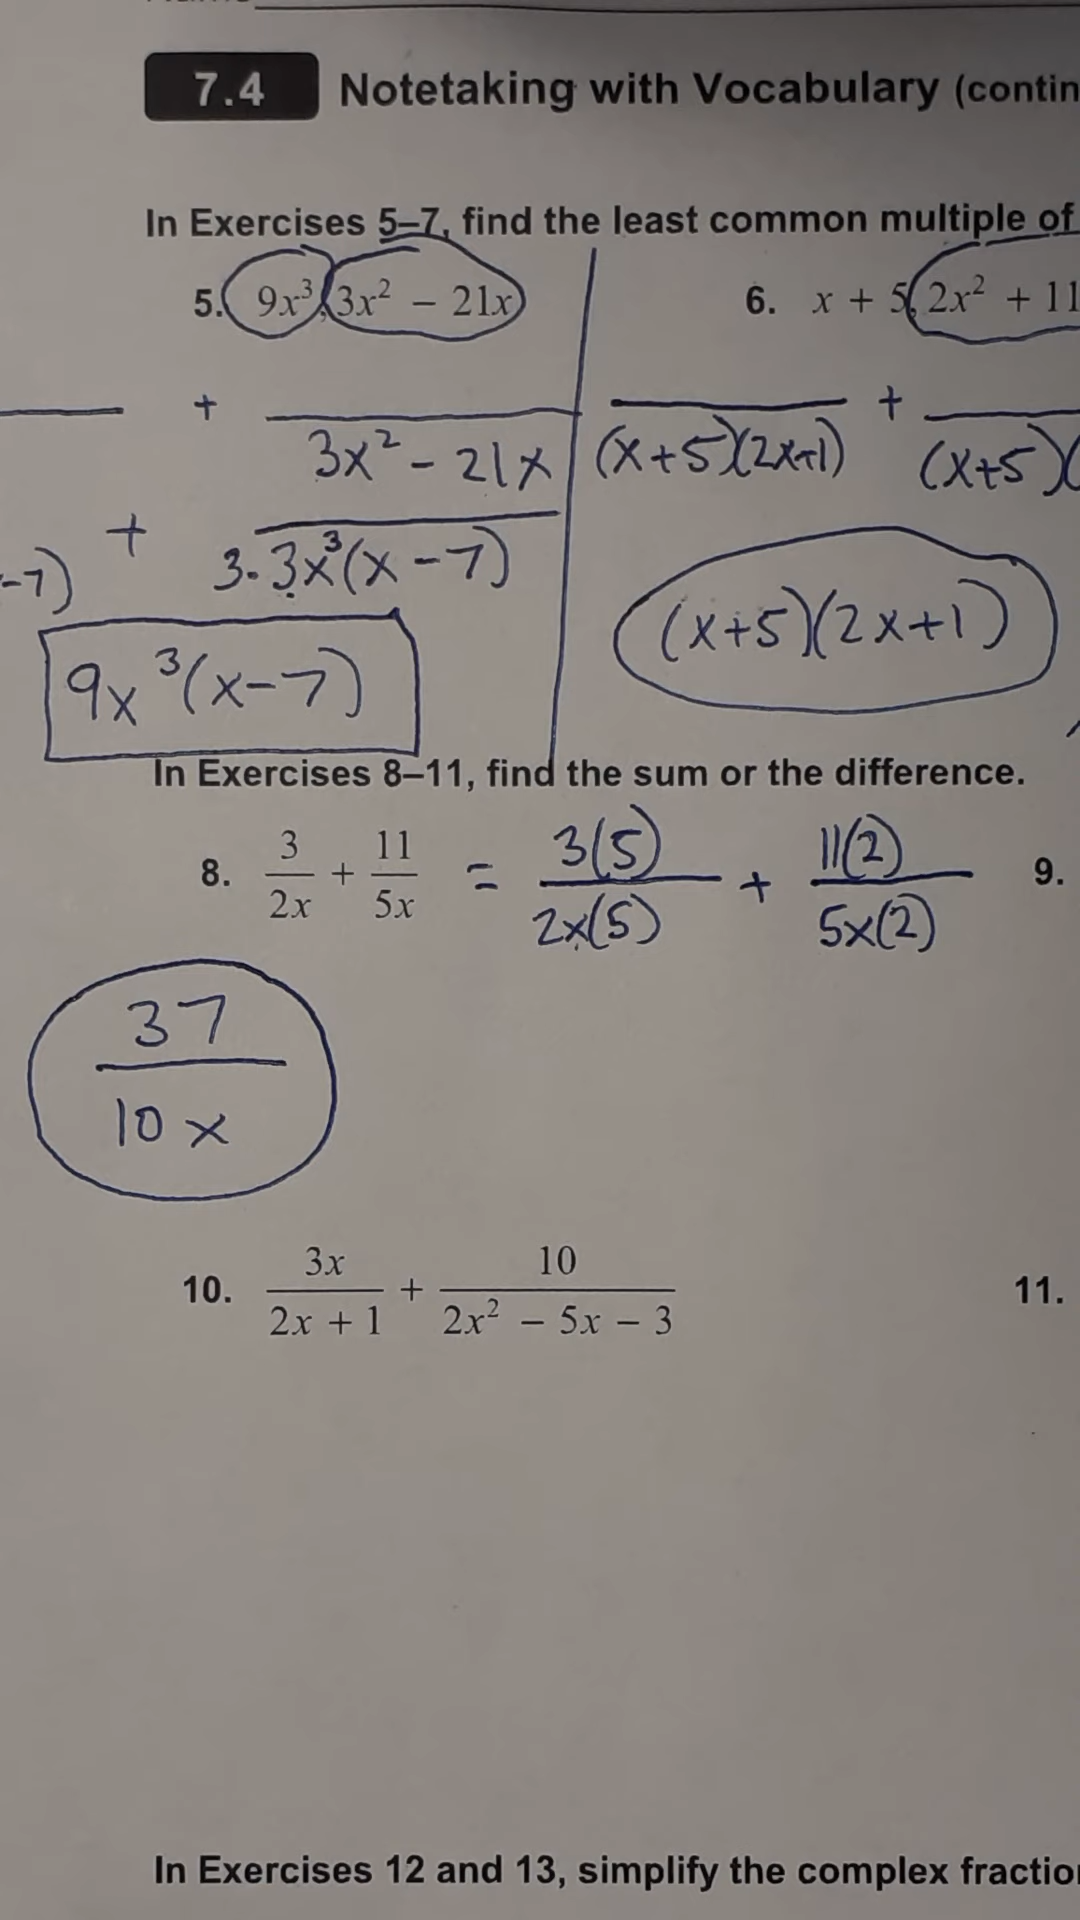 7.4 Notetaking with Vocabulary (contin
In Exercises 5–7, find the least common multiple of
5. 9x³, 3x² − 21x
6. x + 5, 2x² + 11
+ 3x² - 21x
(x+5)(2x+1) + (x+5)(
-7) + 3·3x³(x-7)
9x³(x-7)
(x+5)(2x+1)
In Exercises 8–11, find the sum or the difference.
8. 3/2x + 11/5x = 3(5)/2x(5) + 11(2)/5x(2)
9.
37/10x
10. 3x/(2x + 1) + 10/(2x² − 5x − 3)
11.
In Exercises 12 and 13, simplify the complex fractio